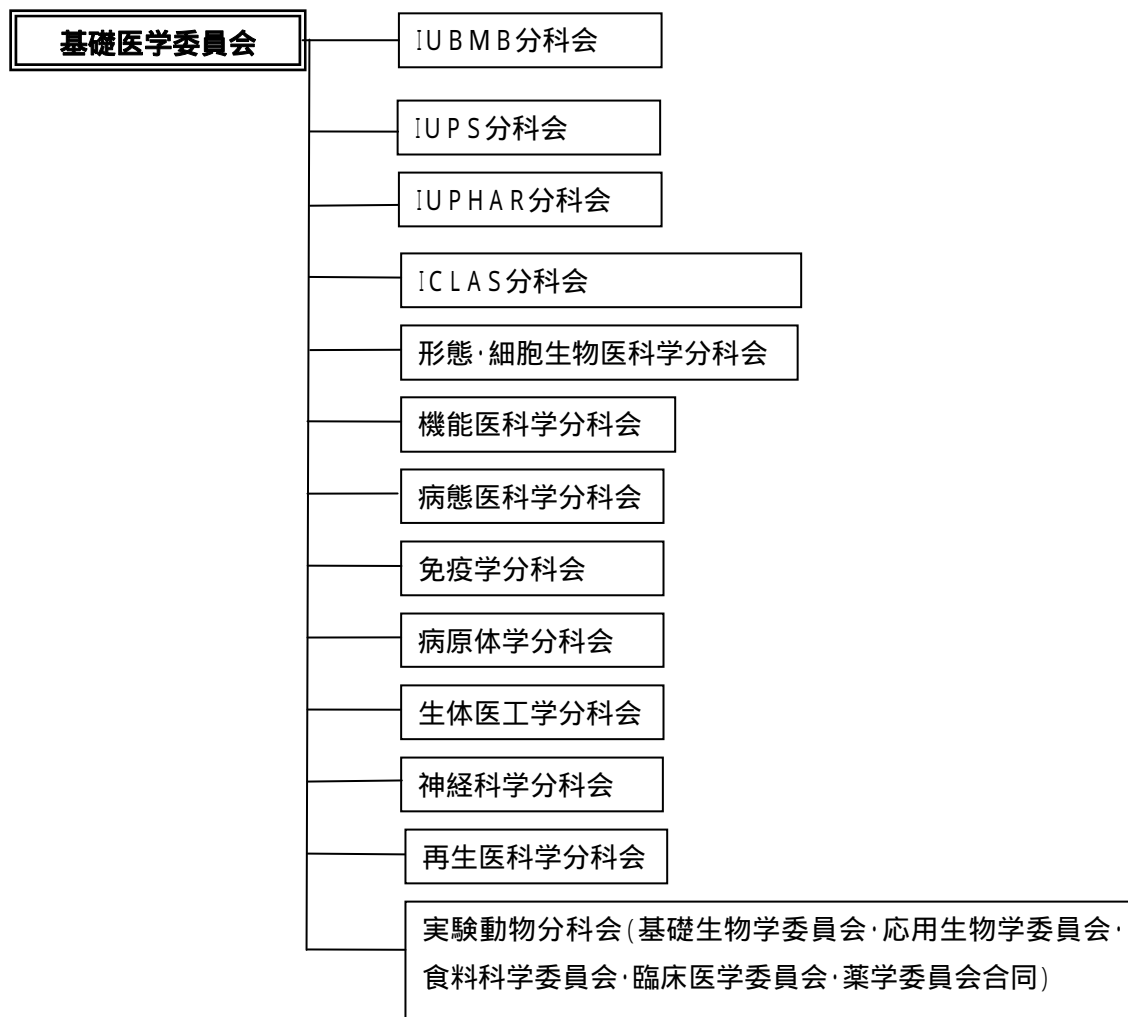 基礎医学委員会
IUBMB分科会
IUPS分科会
IUPHAR分科会
ICLAS分科会
形態・細胞生物医科学分科会
機能医科学分科会
病態医科学分科会
免疫学分科会
病原体学分科会
生体医工学分科会
神経科学分科会
再生医科学分科会
実験動物分科会(基礎生物学委員会・応用生物学委員会・
食料科学委員会・臨床医学委員会・薬学委員会合同)